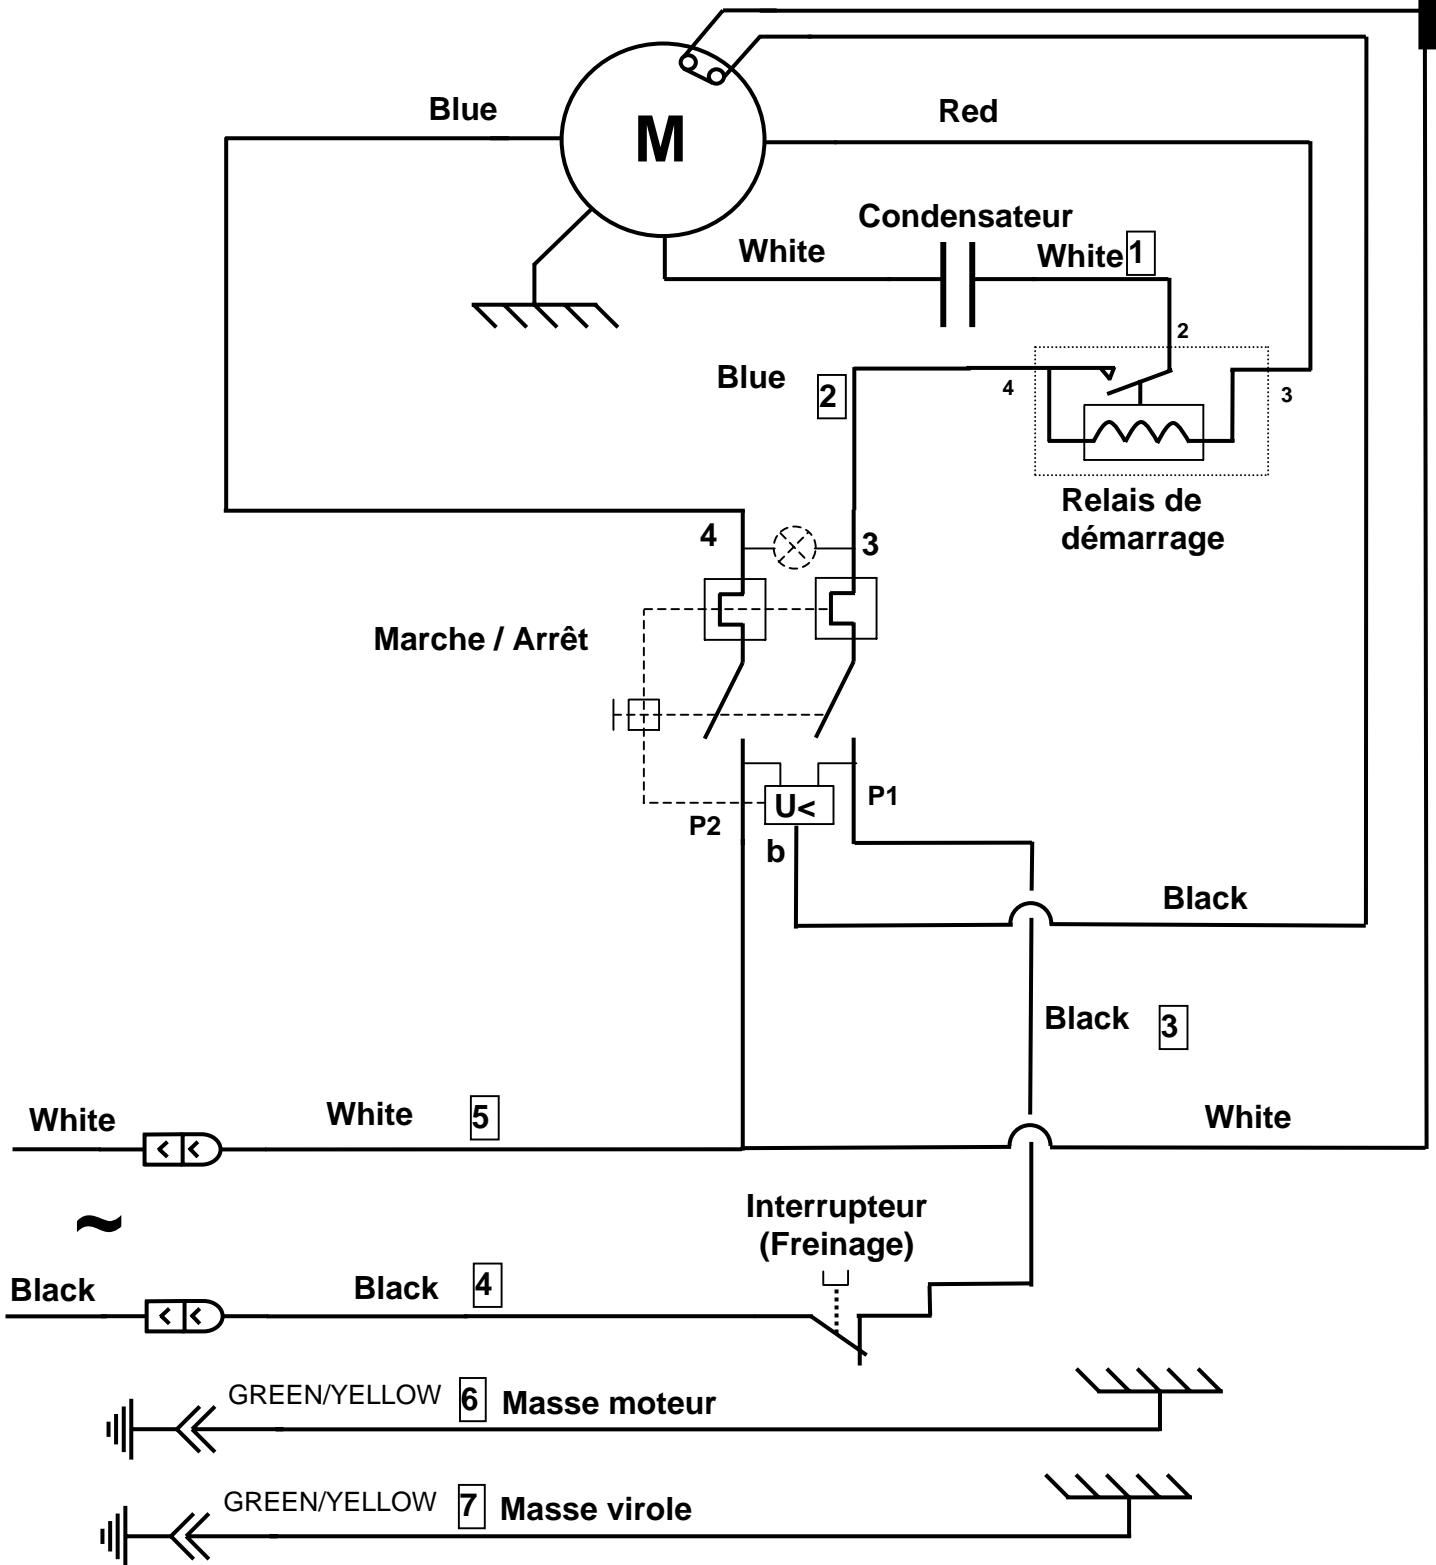 Blue
Red
M
Condensateur
White
White 1
2
Blue
2
4
3
Relais de
démarrage
4
3
Marche / Arrêt
U<
P1
P2
b
Black
Black 3
White
White 5
White
~
Interrupteur
(Freinage)
Black
Black 4
GREEN/YELLOW 6 Masse moteur
GREEN/YELLOW 7 Masse virole